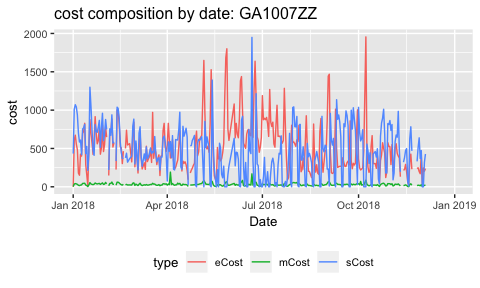 cost composition by date: GA1007ZZ
2000
1500
1000
500
0
cost
Jan 2018
Apr 2018
Jul 2018
Oct 2018
Jan 2019
Date
type
eCost
mCost
sCost